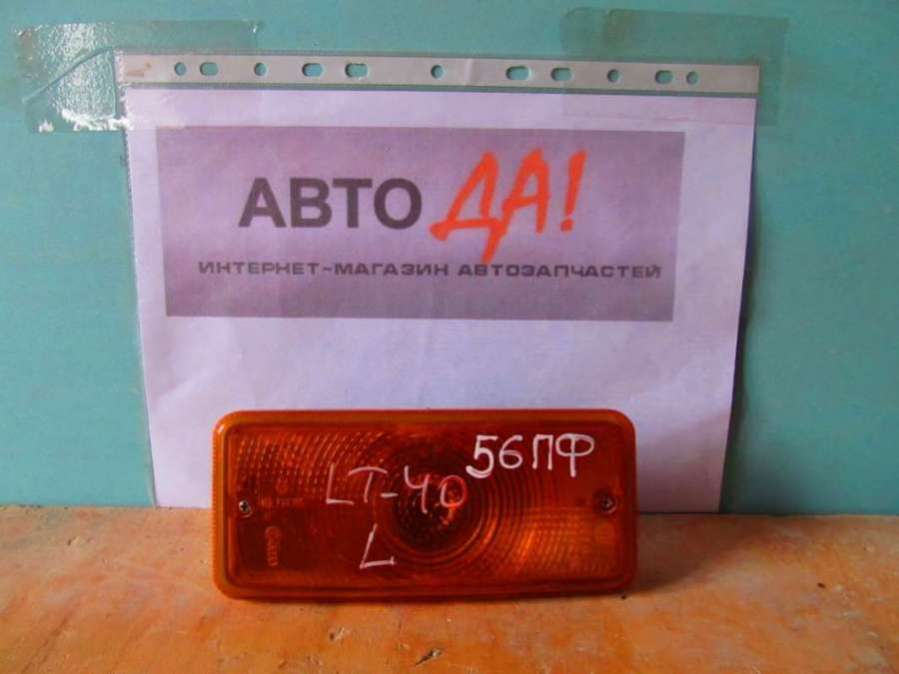 АВТО ДА!
ИНТЕРНЕТ-МАГАЗИН АВТОЗАПЧАСТЕЙ
56ПФ
LT-40
L